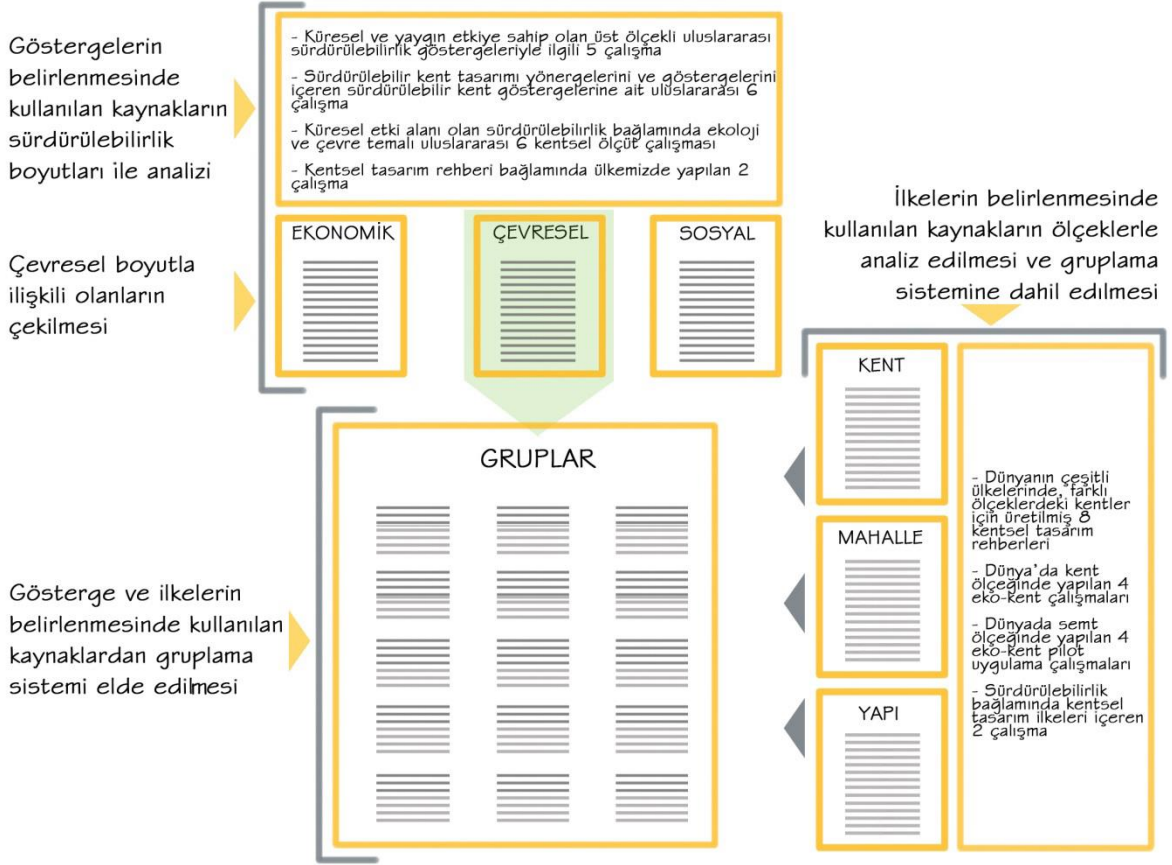 Göstergelerin
belirlenmesinde
kullanılan kaynakların
sürdürülebilirlik
boyutları ile analizi
- Küresel ve yaygın etkiye sahip olan üst ölçekli uluslararası
sürdürülebilirlik göstergeleriyle ilgili 5 çalışma
- Sürdürülebilir kent tasarımı yönergelerini ve göstergelerini
içeren sürdürülebilir kent göstergelerine ait uluslararası 6
çalışma
- Küresel etki alanı olan sürdürülebilirlik bağlamında ekoloji
ve çevre temalı uluslararası 6 kentsel ölçüt çalışması
- Kentsel tasarım rehberi bağlamında ülkemizde yapılan 2
çalışma
Çevresel boyutla
ilişkili olanların
çekilmesi
EKONOMİK
ÇEVRESEL
SOSYAL
İlkelerin belirlenmesinde
kullanılan kaynakların ölçeklerle
analiz edilmesi ve gruplama
sistemine dahil edilmesi
Gösterge ve ilkelerin
belirlenmesinde kullanılan
kaynaklardan gruplama
sistemi elde edilmesi
GRUPLAR
KENT
MAHALLE
YAPI
- Dünyanın çeşitli
ülkelerinde, farklı
ölçeklerdeki kentler
için üretilmiş 8
kentsel tasarım
rehberleri
- Dünya'da kent
ölçeğinde yapılan 4
eko-kent çalışmaları
- Dünyada semt
ölçeğinde yapılan 4
eko-kent pilot
uygulama çalışmaları
- Sürdürülebilirlik
bağlamında kentsel
tasarım ilkeleri içeren
2 çalışma